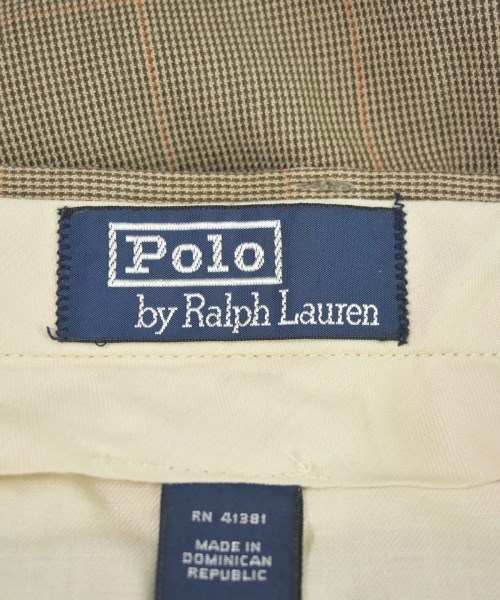 Polo
by Ralph Lauren
RN 41381
MADE IN
DOMINICAN
REPUBLIC